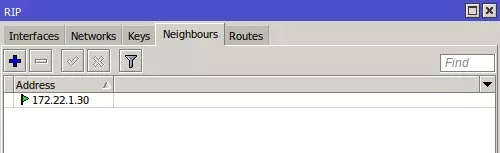 RIP
Interfaces Networks Keys Neighbours Routes
Find
Address
172.22.1.30